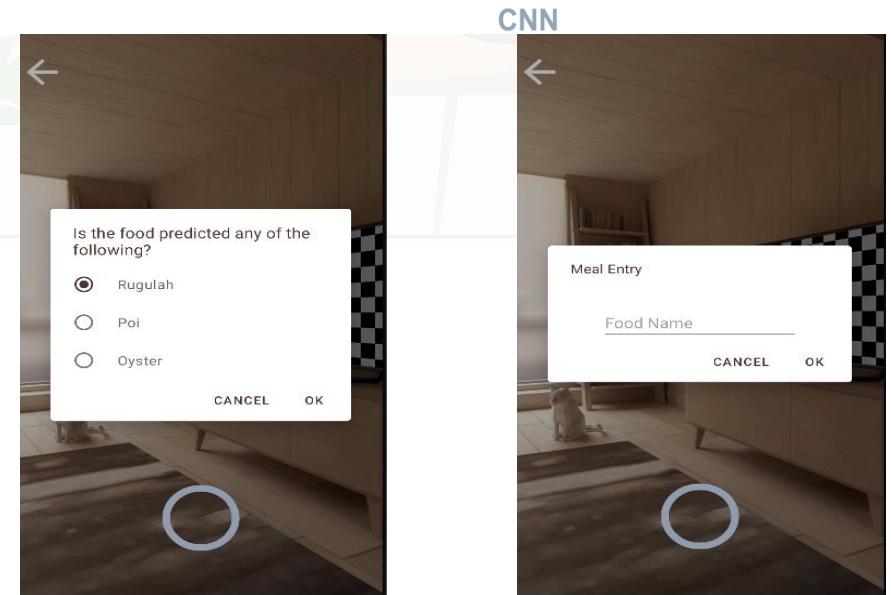 CNN
Is the food predicted any of the
following?
Rugulah
Poi
Oyster
CANCEL OK
Meal Entry
Food Name
CANCEL OK